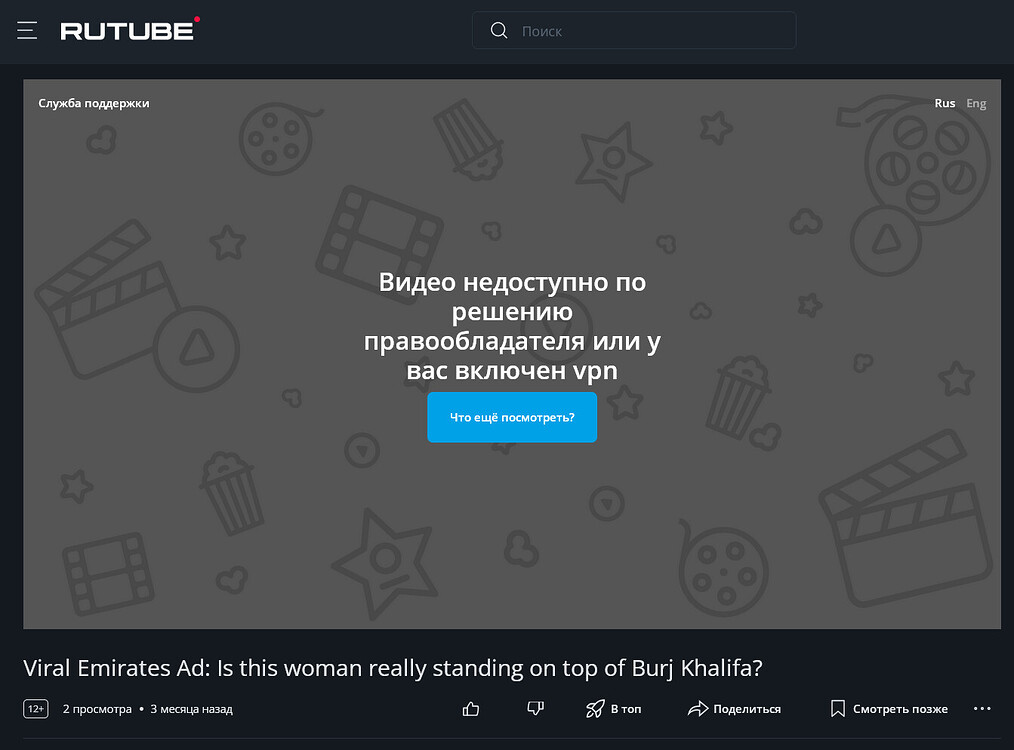 RUTUBE
Поиск
Служба поддержки
Rus Eng
Видео недоступно по
решению
правообладателя или у
вас включен vpn
Что ещё посмотреть?
Viral Emirates Ad: Is this woman really standing on top of Burj Khalifa?
12+ 2 просмотра • 3 месяца назад В топ Поделиться Смотреть позже